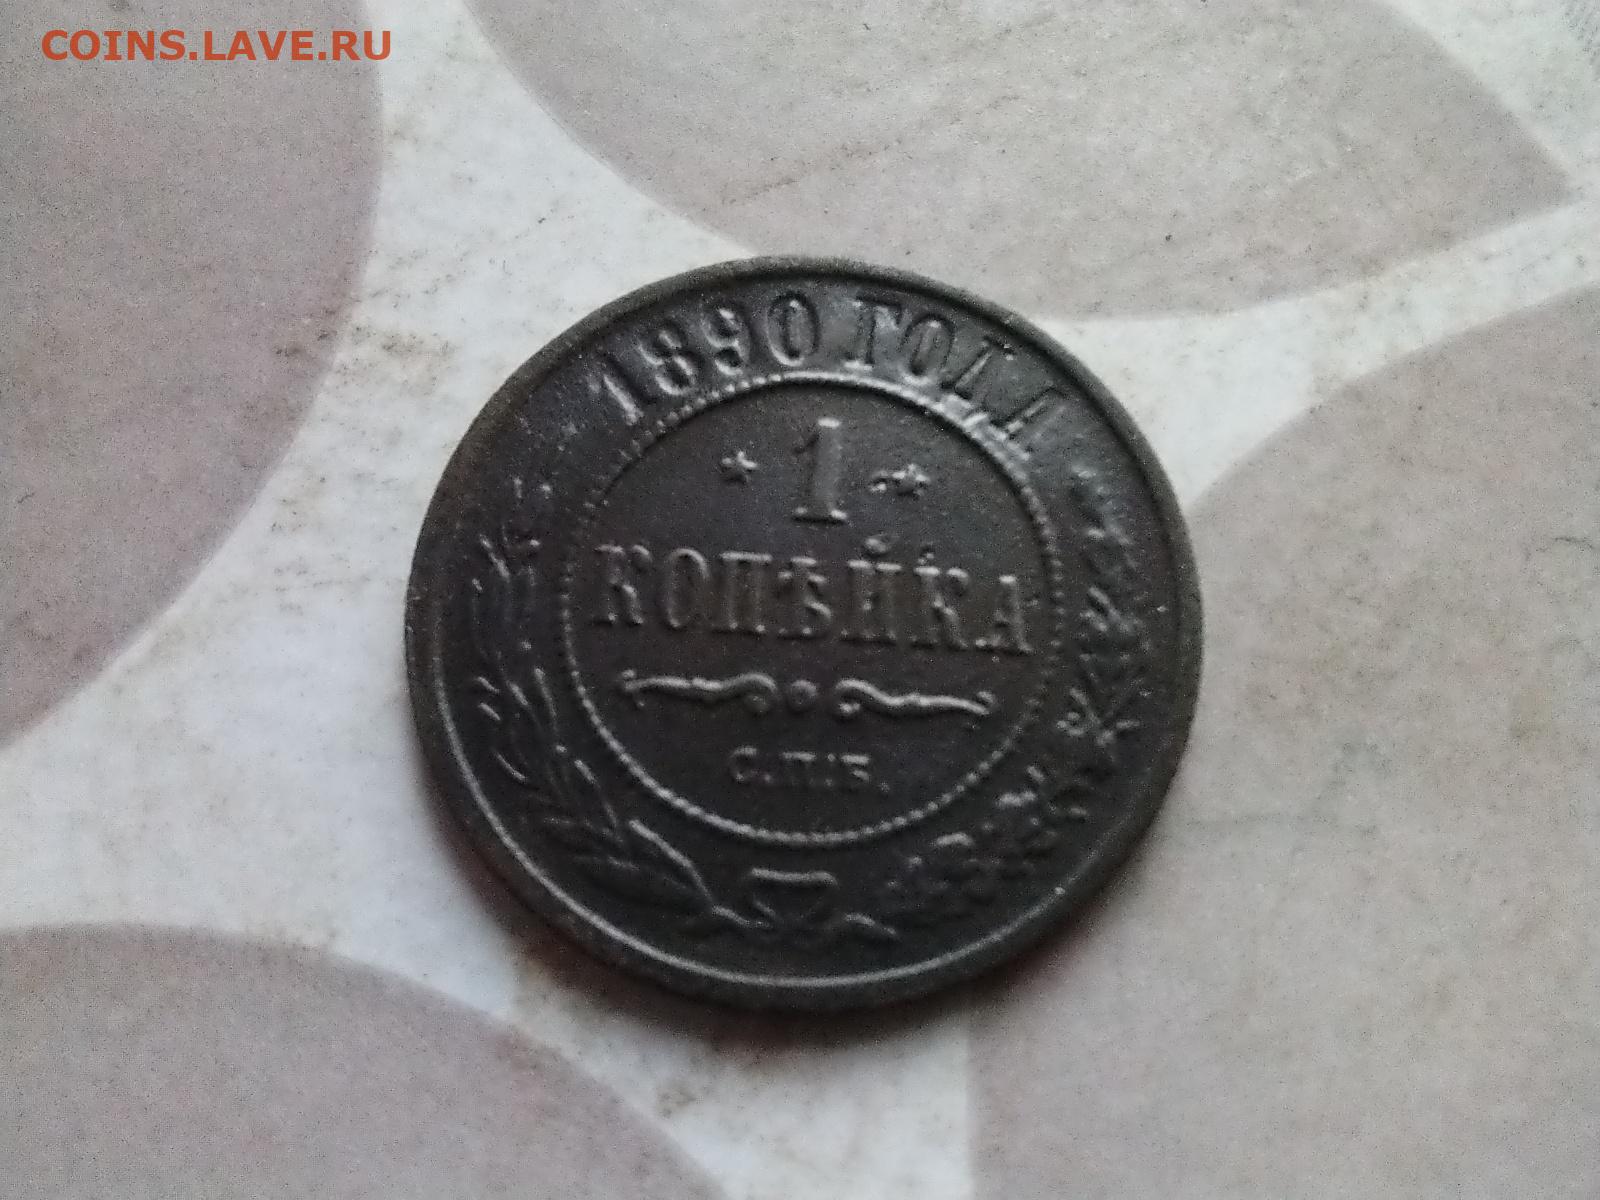 COINS.LAVE.RU
1890 ГОДА
* 1 *
КОПѢЙКА
С.П.Б.